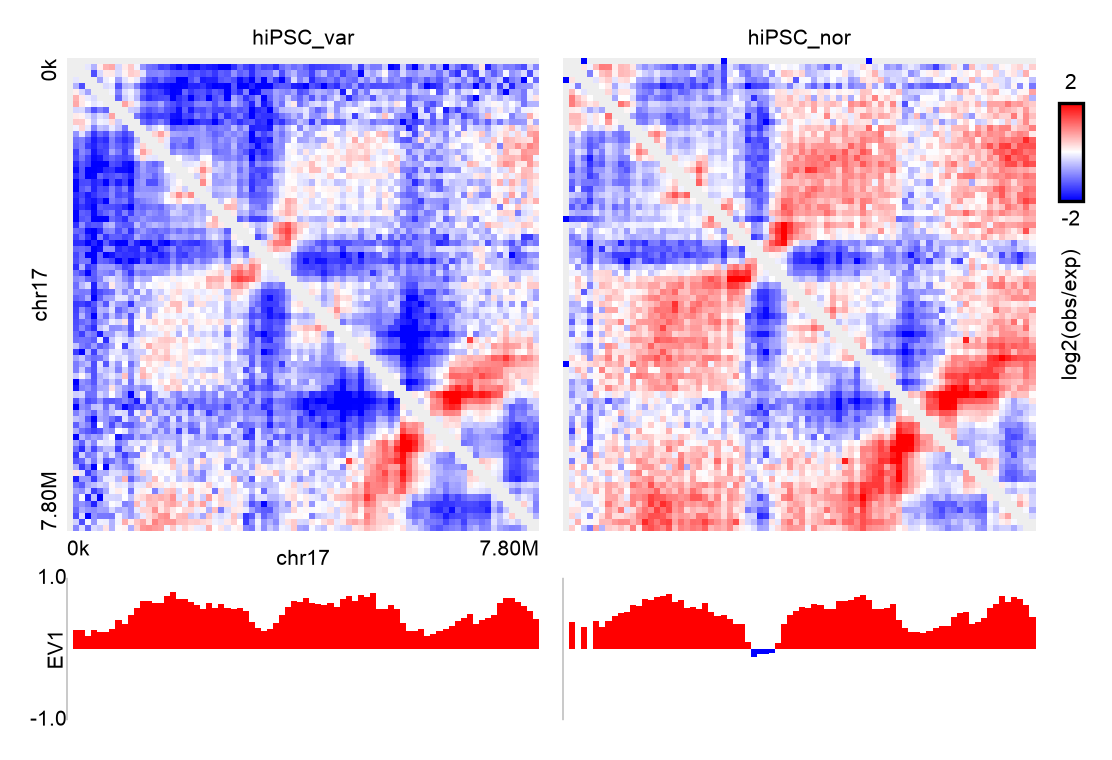 hiPSC_var
hiPSC_nor
0k
chr17
7.80M
2
-2
log2(obs/exp)
0k
chr17
7.80M
1.0
EV1
-1.0